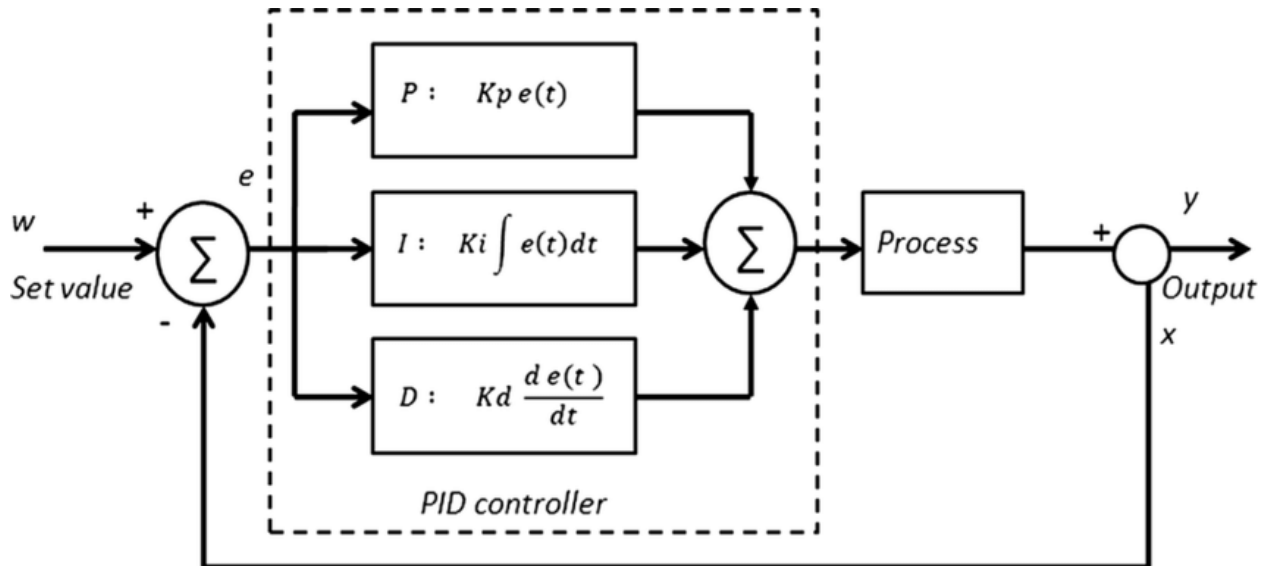 P : Kp e(t)
e
w
+
∑
I : Ki ∫ e(t)dt
∑
Process
+
y
Set value
Output
-
x
D : Kd d e(t) / dt
PID controller